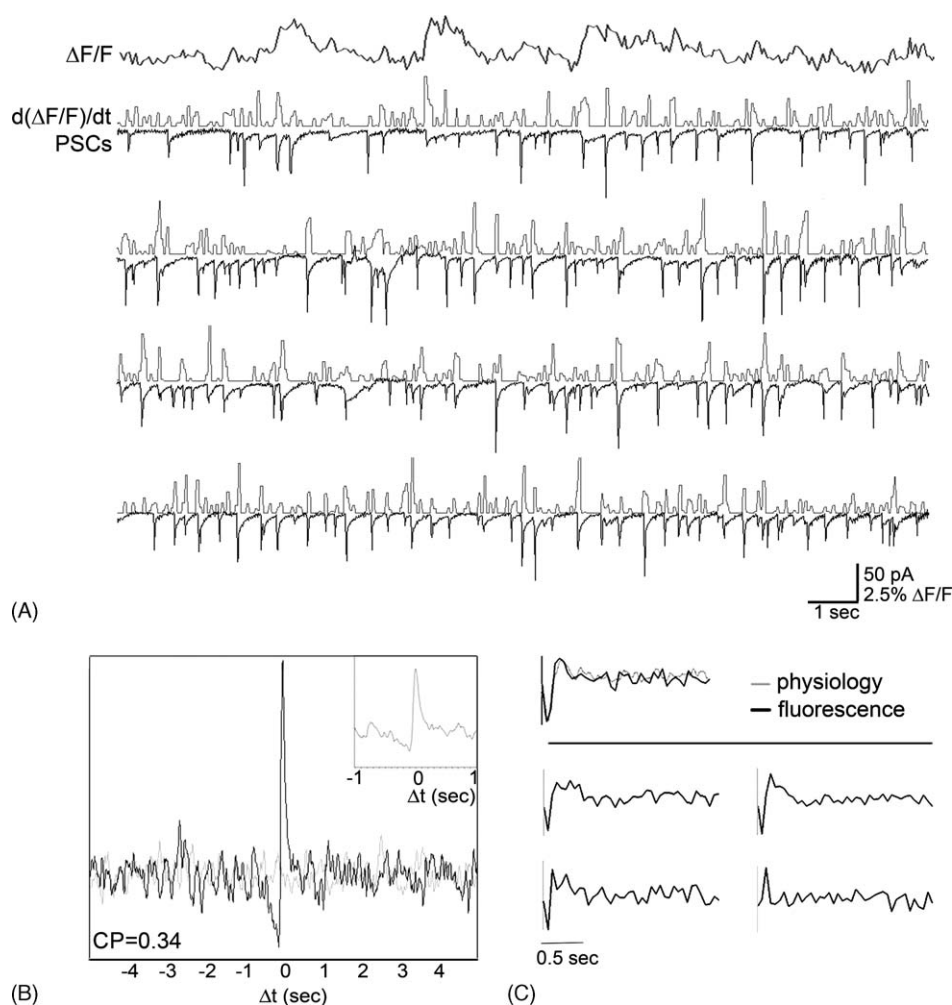 (A)
ΔF/F
d(ΔF/F)/dt
PSCs
50 pA
2.5% ΔF/F
1 sec
(B)
CP=0.34
-4 -3 -2 -1 0 1 2 3 4
Δt (sec)
-1 0 1
Δt (sec)
(C)
physiology
fluorescence
0.5 sec